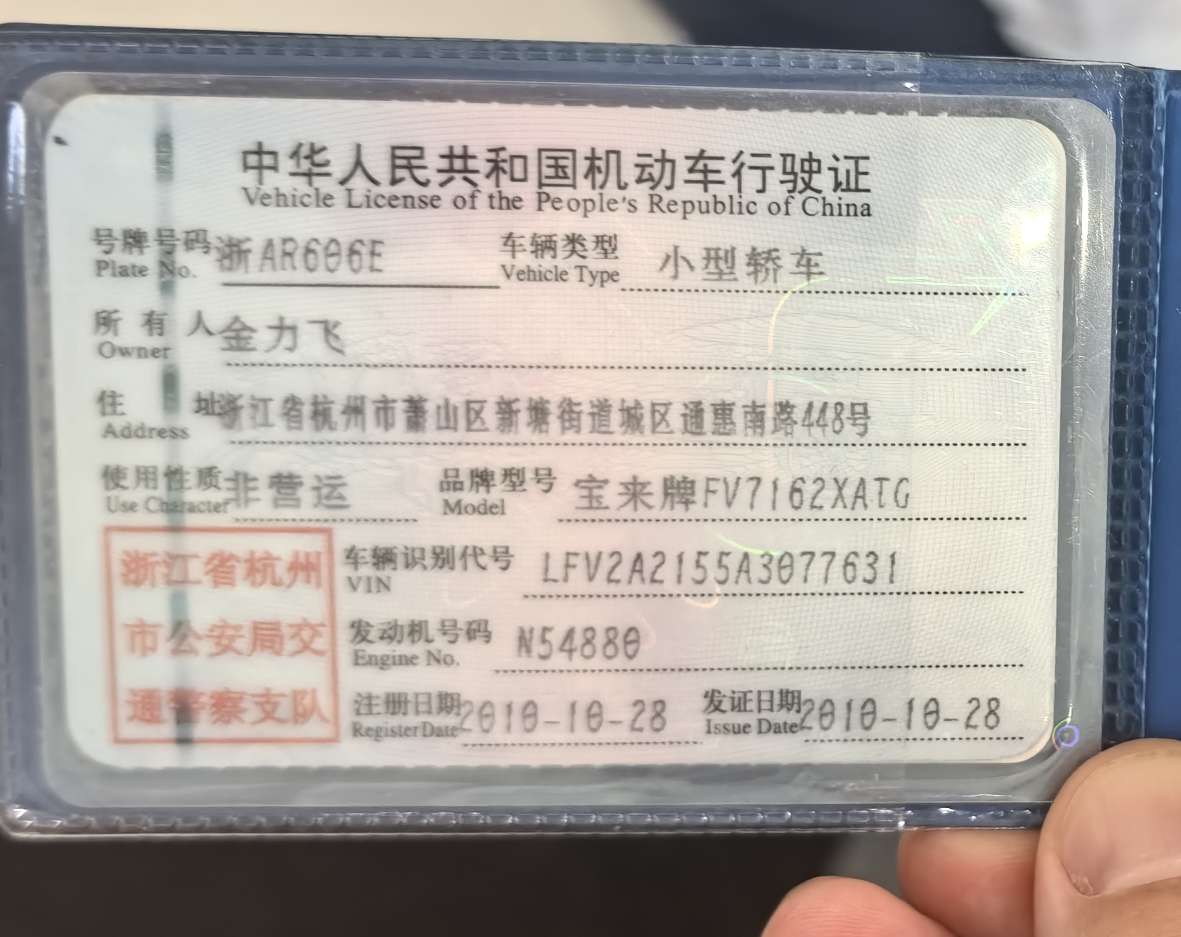 中华人民共和国机动车行驶证
Vehicle License of the People's Republic of China
号牌号码 浙AR606E 车辆类型 小型轿车
Plate No. Vehicle Type
所有人 金力飞
Owner
住址 浙江省杭州市萧山区新塘街道城区通惠南路448号
Address
使用性质 非营运 品牌型号 宝来牌FV7162XATG
Use Character Model
浙江省杭州
市公安局交
通警察支队
车辆识别代号 LFV2A2155A3077631
VIN
发动机号码 N54880
Engine No.
注册日期 2010-10-28 发证日期 2010-10-28
Register Date Issue Date